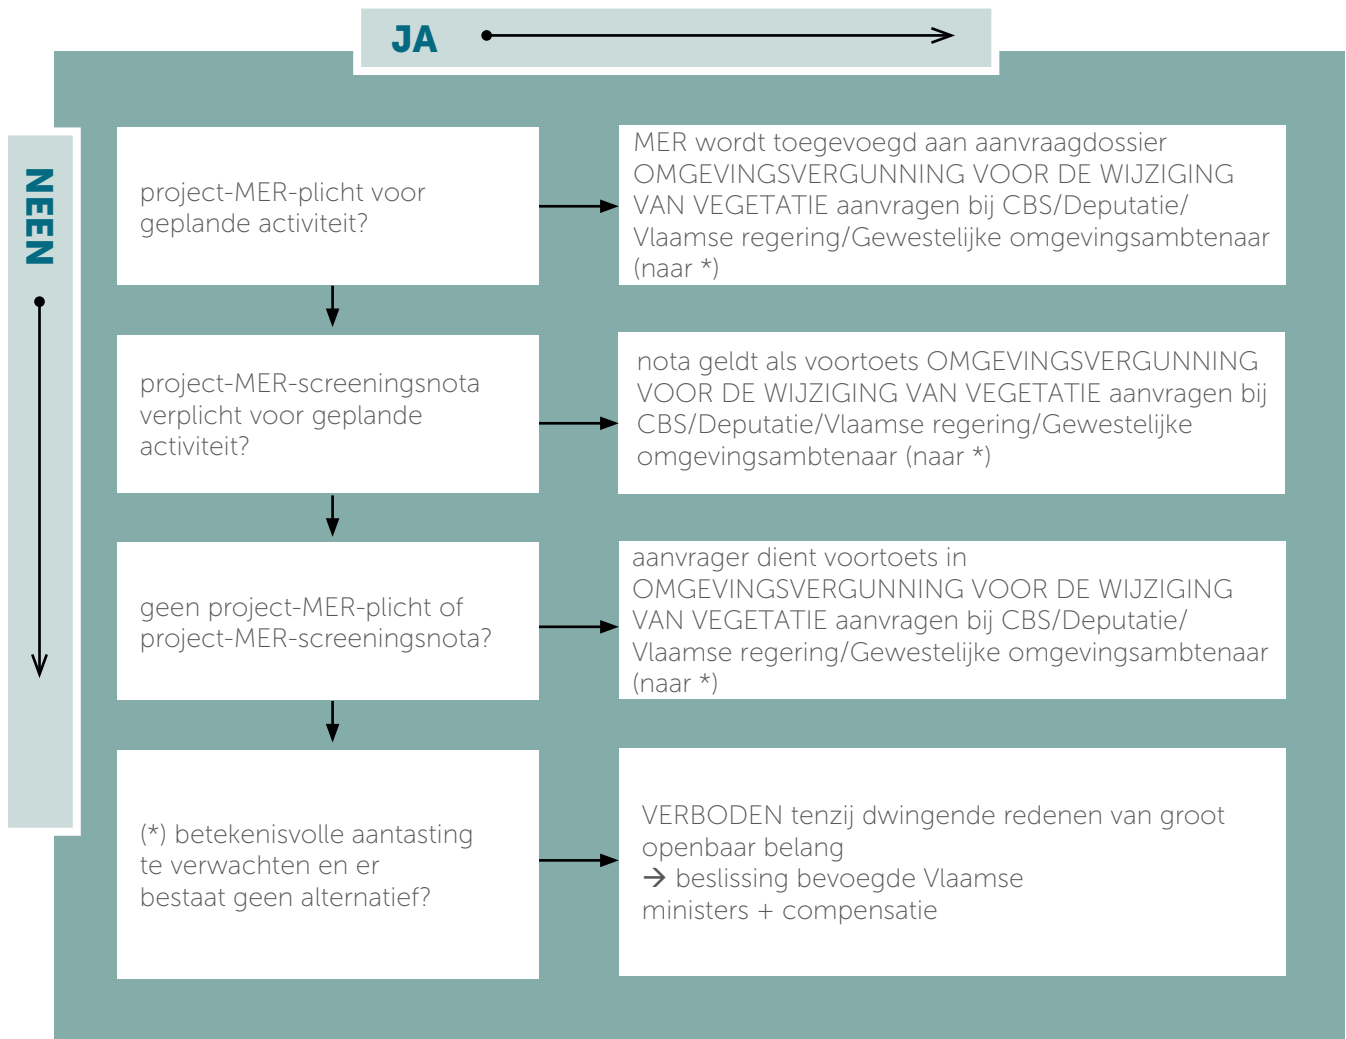 JA
NEEN
project-MER-plicht voor
geplande activiteit?
MER wordt toegevoegd aan aanvraagdossier
OMGEVINGSVERGUNNING VOOR DE WIJZIGING
VAN VEGETATIE aanvragen bij CBS/Deputatie/
Vlaamse regering/Gewestelijke omgevingsambtenaar
(naar *)
project-MER-screeningsnota
verplicht voor geplande
activiteit?
nota geldt als voortoets OMGEVINGSVERGUNNING
VOOR DE WIJZIGING VAN VEGETATIE aanvragen bij
CBS/Deputatie/Vlaamse regering/Gewestelijke
omgevingsambtenaar (naar *)
geen project-MER-plicht of
project-MER-screeningsnota?
aanvrager dient voortoets in
OMGEVINGSVERGUNNING VOOR DE WIJZIGING
VAN VEGETATIE aanvragen bij CBS/Deputatie/
Vlaamse regering/Gewestelijke omgevingsambtenaar
(naar *)
(*) betekenisvolle aantasting
te verwachten en er
bestaat geen alternatief?
VERBODEN tenzij dwingende redenen van groot
openbaar belang
→ beslissing bevoegde Vlaamse
ministers + compensatie